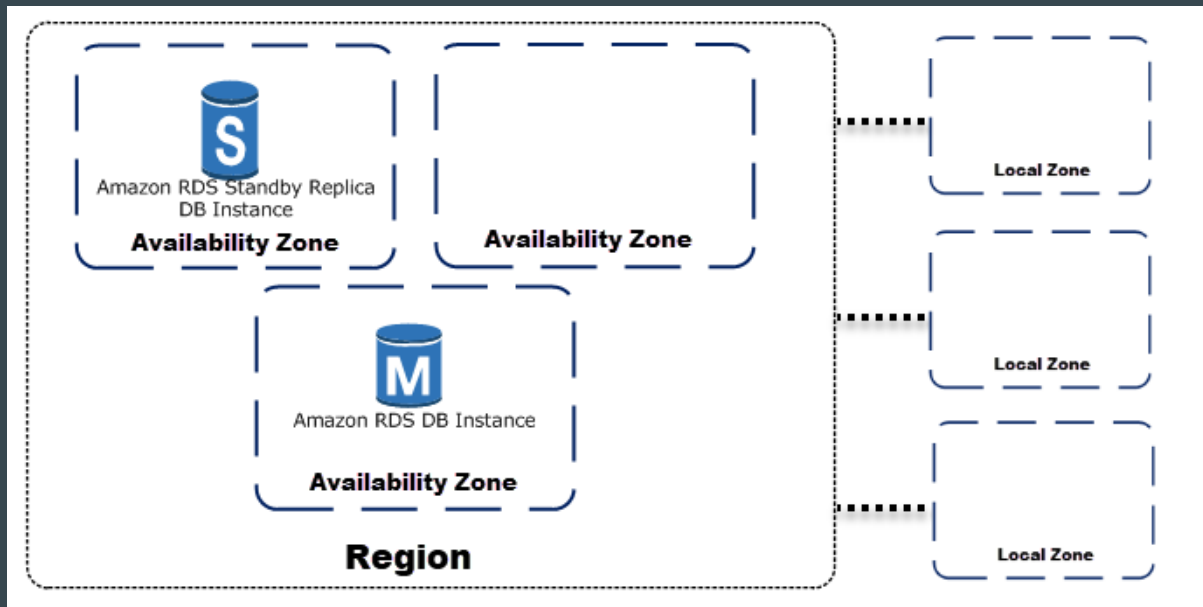 S
Amazon RDS Standby Replica
DB Instance
Availability Zone
Availability Zone
M
Amazon RDS DB Instance
Availability Zone
Region
Local Zone
Local Zone
Local Zone